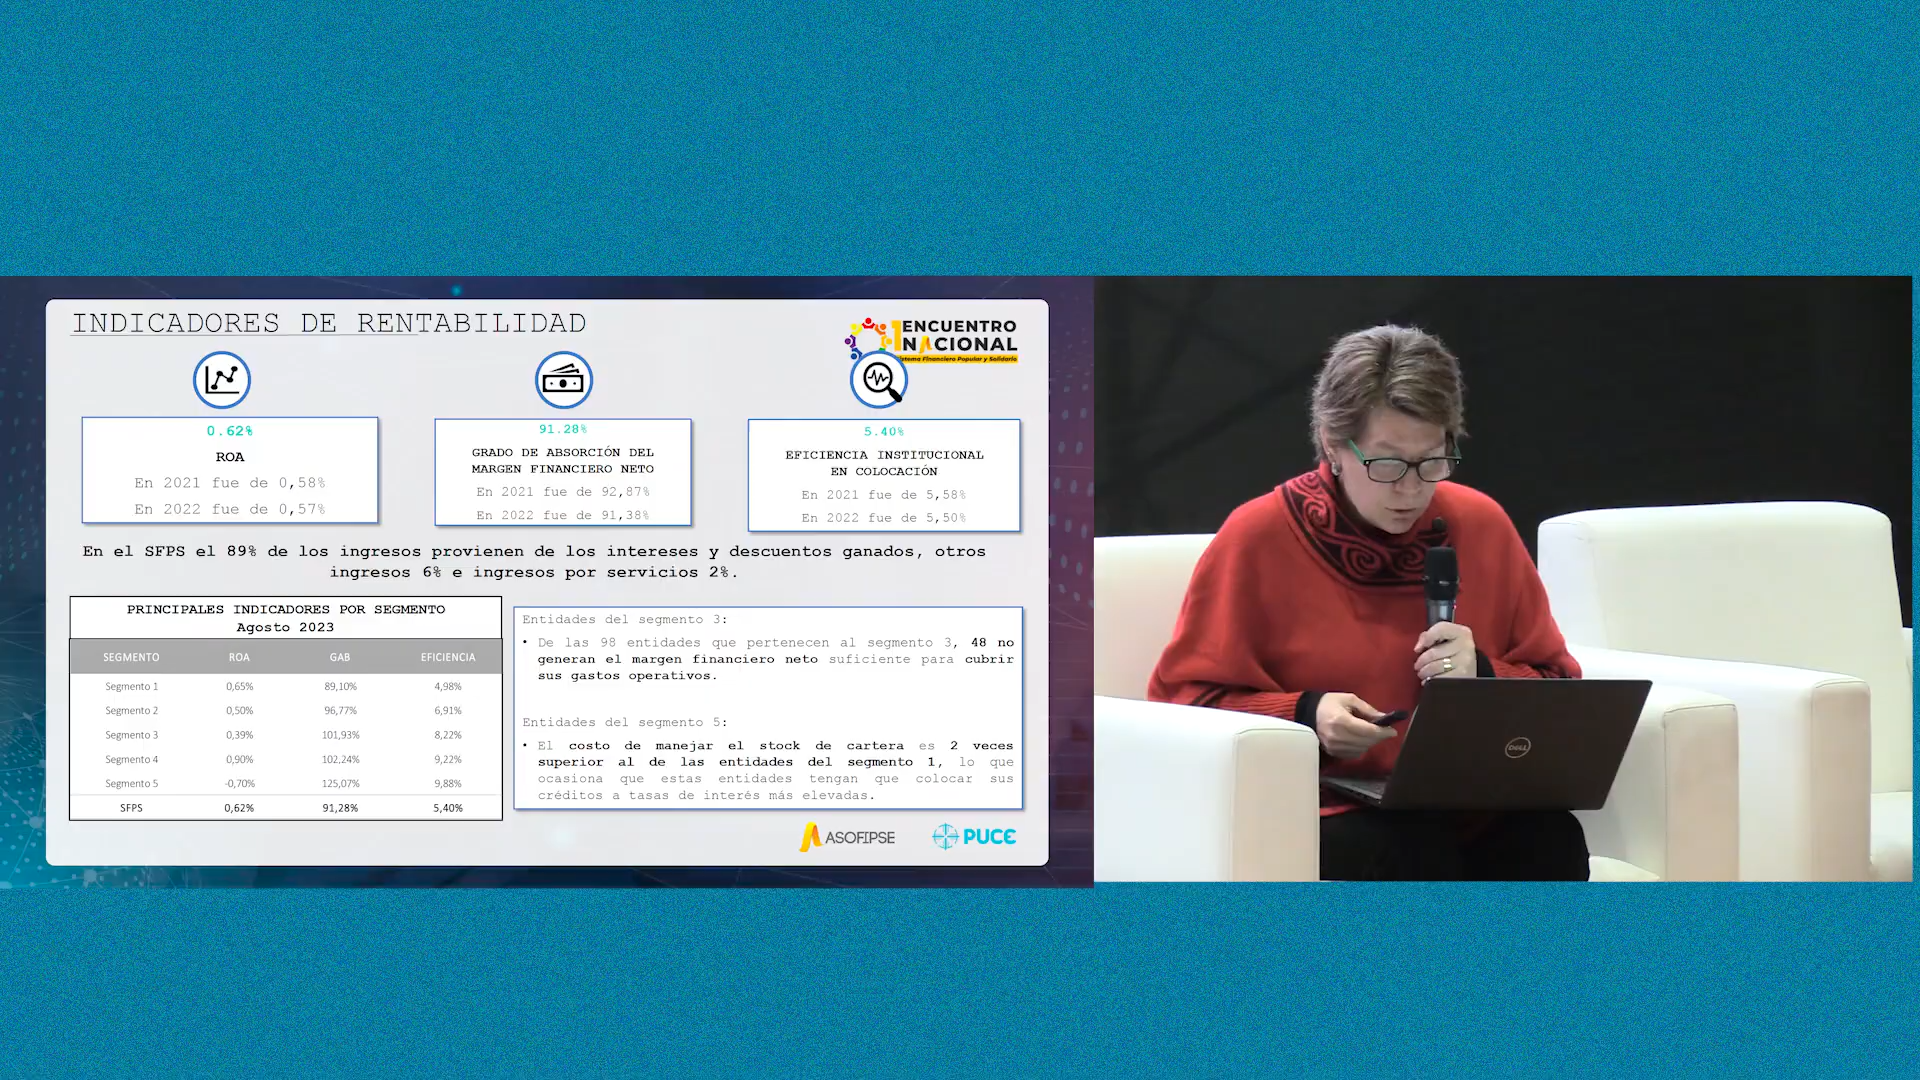 INDICADORES DE RENTABILIDAD
1 ENCUENTRO
NACIONAL
Sistema Financiero Popular y Solidario
0.62%
ROA
En 2021 fue de 0,58%
En 2022 fue de 0,57%
91.28%
GRADO DE ABSORCIÓN DEL
MARGEN FINANCIERO NETO
En 2021 fue de 92,87%
En 2022 fue de 91,38%
5.40%
EFICIENCIA INSTITUCIONAL
EN COLOCACIÓN
En 2021 fue de 5,58%
En 2022 fue de 5,50%
En el SFPS el 89% de los ingresos provienen de los intereses y descuentos ganados, otros
ingresos 6% e ingresos por servicios 2%.
PRINCIPALES INDICADORES POR SEGMENTO
Agosto 2023
SEGMENTO ROA GAB EFICIENCIA
Segmento 1 0,65% 89,10% 4,98%
Segmento 2 0,50% 96,77% 6,91%
Segmento 3 0,39% 101,93% 8,22%
Segmento 4 0,90% 102,24% 9,22%
Segmento 5 -0,70% 125,07% 9,88%
SFPS 0,62% 91,28% 5,40%
Entidades del segmento 3:
• De las 98 entidades que pertenecen al segmento 3, 48 no
generan el margen financiero neto suficiente para cubrir
sus gastos operativos.
Entidades del segmento 5:
• El costo de manejar el stock de cartera es 2 veces
superior al de las entidades del segmento 1, lo que
ocasiona que estas entidades tengan que colocar sus
créditos a tasas de interés más elevadas.
ASOFIPSE
PUCE
DELL